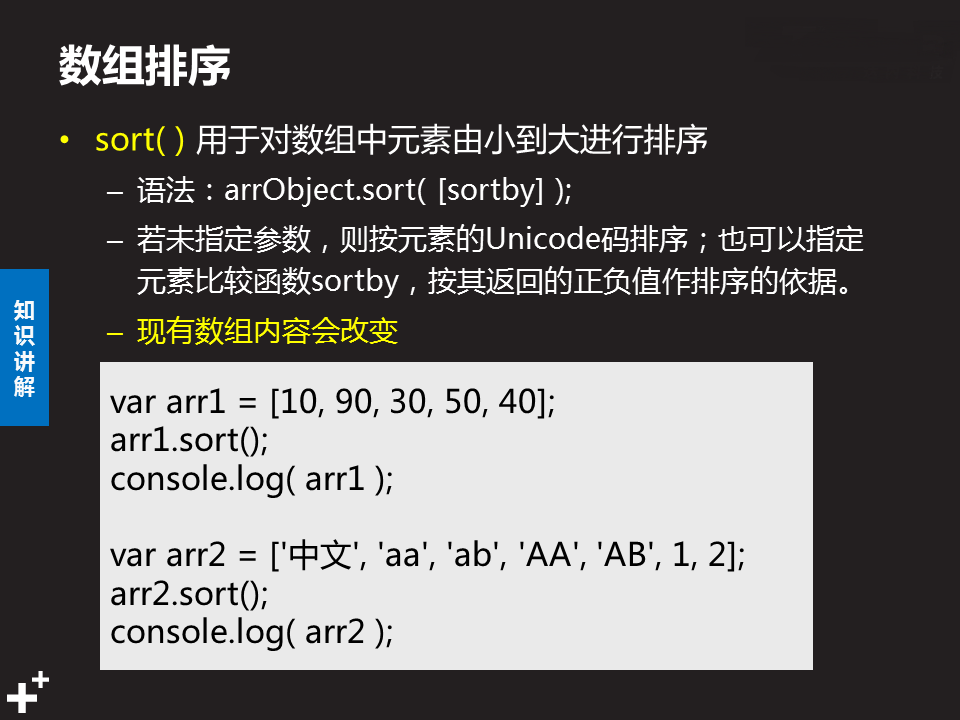 数组排序
• sort( ) 用于对数组中元素由小到大进行排序
– 语法：arrObject.sort( [sortby] );
– 若未指定参数，则按元素的Unicode码排序；也可以指定
元素比较函数sortby，按其返回的正负值作排序的依据。
– 现有数组内容会改变
知识讲解
var arr1 = [10, 90, 30, 50, 40];
arr1.sort();
console.log( arr1 );
var arr2 = ['中文', 'aa', 'ab', 'AA', 'AB', 1, 2];
arr2.sort();
console.log( arr2 );